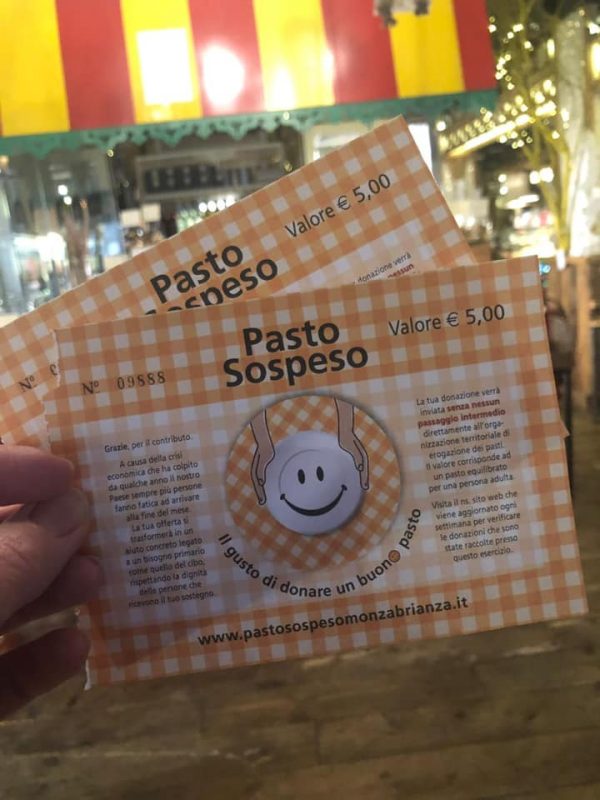 Pasto
Sospeso
Valore € 5,00
donazione verrà
nessun
Nº
Pasto
Sospeso
Valore € 5,00
Nº 09888
Grazie, per il contributo.
A causa della crisi
economica che ha colpito
da qualche anno il nostro
Paese sempre più persone
fanno fatica ad arrivare
alla fine del mese.
La tua offerta si
trasformerà in un
aiuto concreto legato
a un bisogno primario
come quello del cibo,
rispettando la dignità
delle persone che
ricevono il tuo sostegno.
Il gusto di donare un buono pasto
La tua donazione verrà
inviata senza nessun
passaggio intermedio
direttamente all'orga-
nizzazione territoriale di
erogazione dei pasti.
Il valore corrisponde ad
un pasto equilibrato
per una persona adulta.
Visita il ns. sito web che
viene aggiornato ogni
settimana per verificare
le donazioni che sono
state raccolte presso
questo esercizio.
www.pastosospesomonzabrianza.it